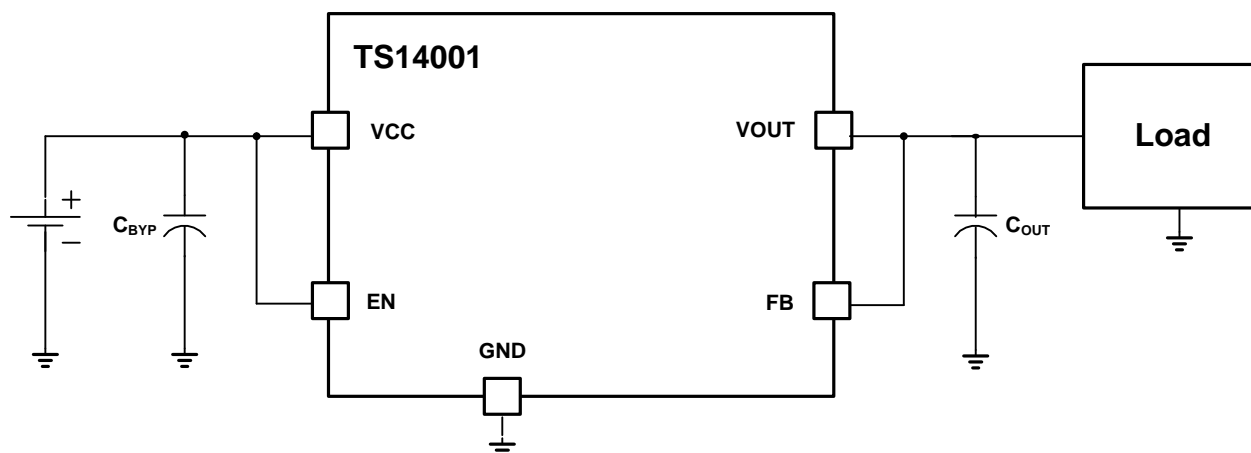 TS14001
VCC
VOUT
Load
+
−
CBYP
COUT
EN
FB
GND